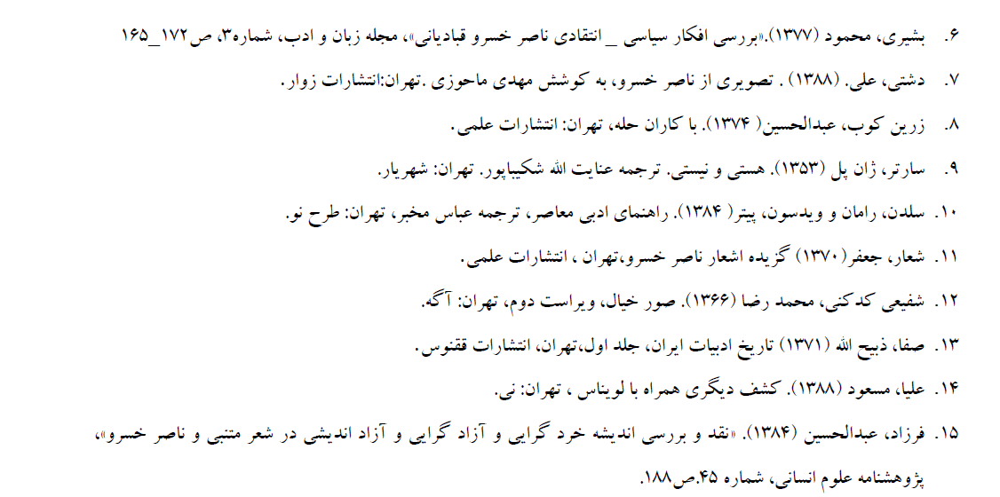 ۶. بشیری، محمود (۱۳۷۷).«بررسی افکار سیاسی _ انتقادی ناصر خسرو قبادیانی»، مجله زبان و ادب، شماره۳، ص۱۷۲_۱۶۵
۷. دشتی، علی. (۱۳۸۸) . تصویری از ناصر خسرو، به کوشش مهدی ماحوزی .تهران:انتشارات زوار.
۸. زرین کوب، عبدالحسین( ۱۳۷۴). با کاران حله، تهران: انتشارات علمی.
۹. سارتر، ژان پل (۱۳۵۳). هستی و نیستی. ترجمه عنایت الله شکیباپور. تهران: شهریار.
۱۰. سلدن، رامان و ویدسون، پیتر( ۱۳۸۴). راهنمای ادبی معاصر، ترجمه عباس مخبر، تهران: طرح نو.
۱۱. شعار، جعفر(۱۳۷۰) گزیده اشعار ناصر خسرو،تهران ، انتشارات علمی.
۱۲. شفیعی کدکنی، محمد رضا (۱۳۶۶). صور خیال، ویراست دوم، تهران: آگه.
۱۳. صفا، ذبیح الله (۱۳۷۱) تاریخ ادبیات ایران، جلد اول،تهران، انتشارات ققنوس.
۱۴. علیا، مسعود (۱۳۸۸). کشف دیگری همراه با لویناس ، تهران: نی.
۱۵. فرزاد، عبدالحسین (۱۳۸۴). «نقد و بررسی اندیشه خرد گرایی و آزاد گرایی و آزاد اندیشی در شعر متنبی و ناصر خسرو»،
پژوهشنامه علوم انسانی، شماره ۴۵.ص۱۸۸.